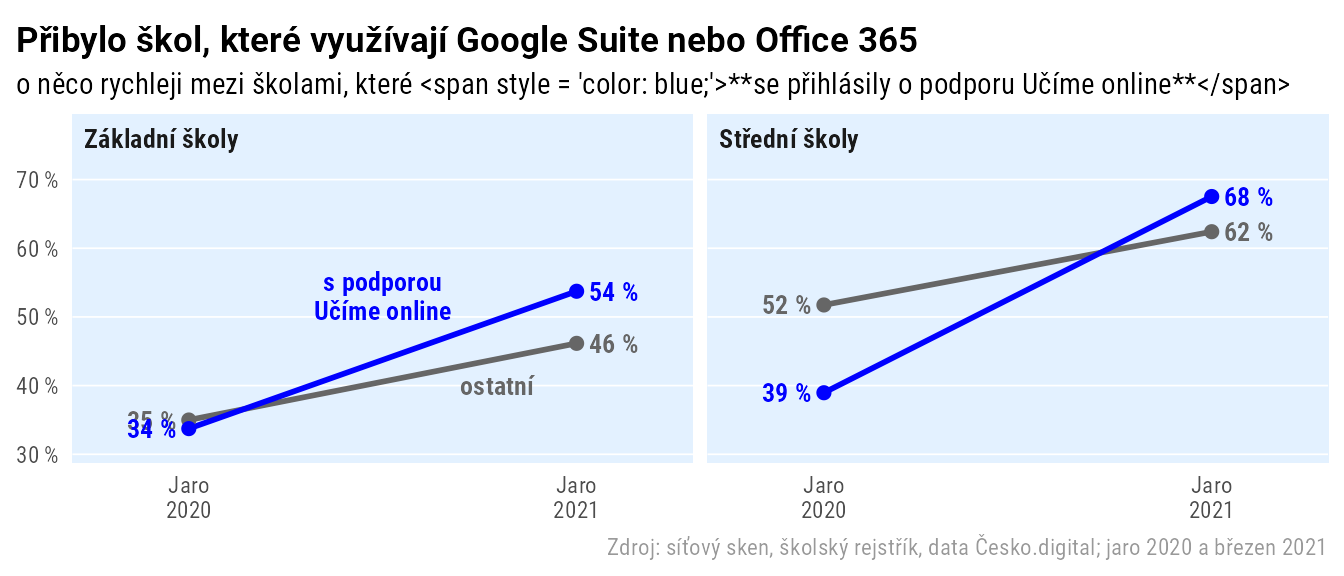 Přibylo škol, které využívají Google Suite nebo Office 365
o něco rychleji mezi školami, které <span style = 'color: blue;'>**se přihlásily o podporu Učíme online**</span>
Základní školy
Střední školy
70 %
60 %
50 %
40 %
30 %
s podporou
Učíme online
54 %
46 %
ostatní
35 %
34 %
68 %
62 %
52 %
39 %
Jaro
2020
Jaro
2021
Jaro
2020
Jaro
2021
Zdroj: síťový sken, školský rejstřík, data Česko.digital; jaro 2020 a březen 2021